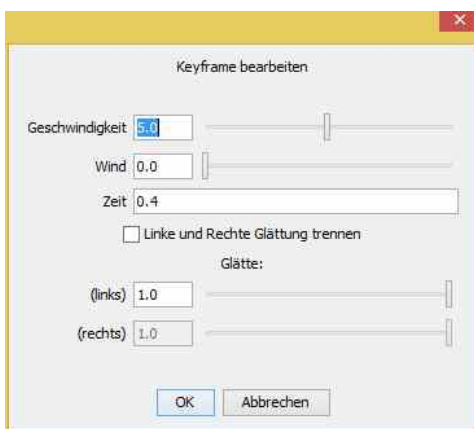 Keyframe bearbeiten
Geschwindigkeit 5.0
Wind 0.0
Zeit 0.4
Linke und Rechte Glättung trennen
Glätte:
(links) 1.0
(rechts) 1.0
OK Abbrechen